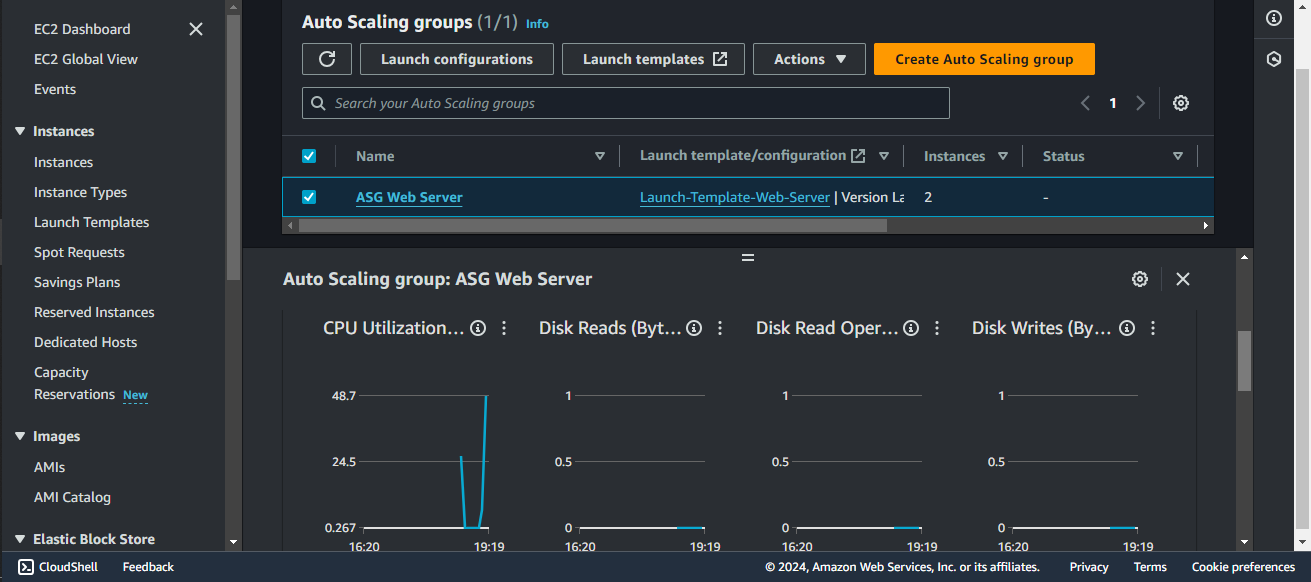 EC2 Dashboard
EC2 Global View
Events
Instances
Instances
Instance Types
Launch Templates
Spot Requests
Savings Plans
Reserved Instances
Dedicated Hosts
Capacity
Reservations New
Images
AMIs
AMI Catalog
Elastic Block Store
Auto Scaling groups (1/1) Info
Launch configurations Launch templates Actions Create Auto Scaling group
Search your Auto Scaling groups 1
Name Launch template/configuration Instances Status
ASG Web Server Launch-Template-Web-Server | Version La 2 -
Auto Scaling group: ASG Web Server
CPU Utilization... Disk Reads (Byt... Disk Read Oper... Disk Writes (By...
48.7 1 1 1
24.5 0.5 0.5 0.5
0.267 0 0 0
16:20 19:19 16:20 19:19 16:20 19:19 16:20 19:19
CloudShell Feedback © 2024, Amazon Web Services, Inc. or its affiliates. Privacy Terms Cookie preferences